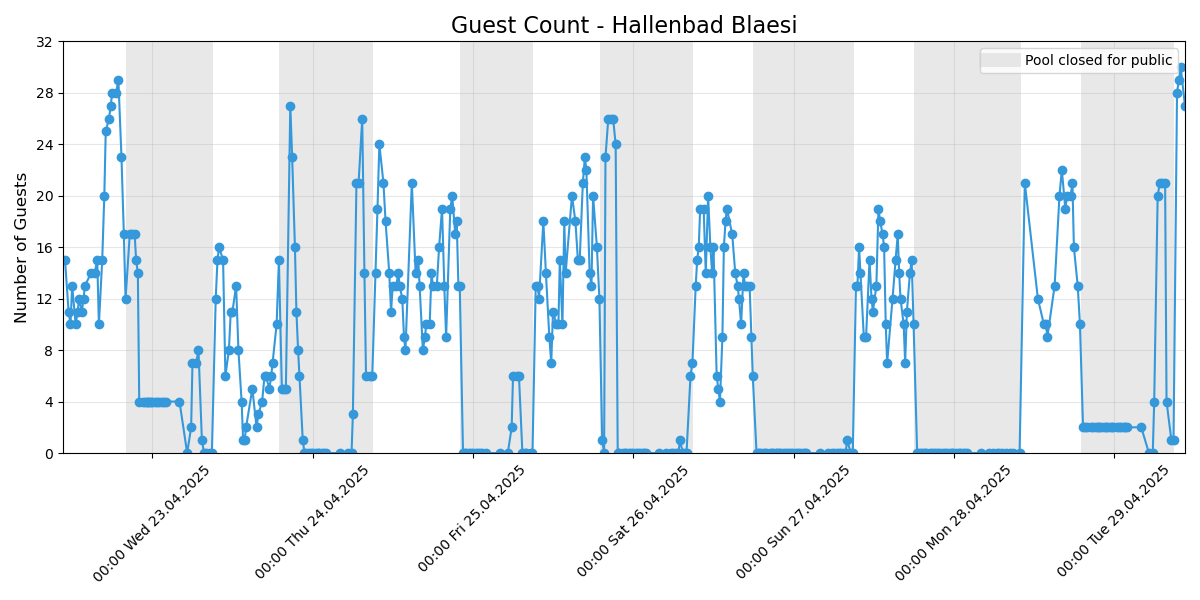 Guest Count - Hallenbad Blaesi
Pool closed for public
Number of Guests
32
28
24
20
16
12
8
4
0
00:00 Wed 23.04.2025
00:00 Thu 24.04.2025
00:00 Fri 25.04.2025
00:00 Sat 26.04.2025
00:00 Sun 27.04.2025
00:00 Mon 28.04.2025
00:00 Tue 29.04.2025